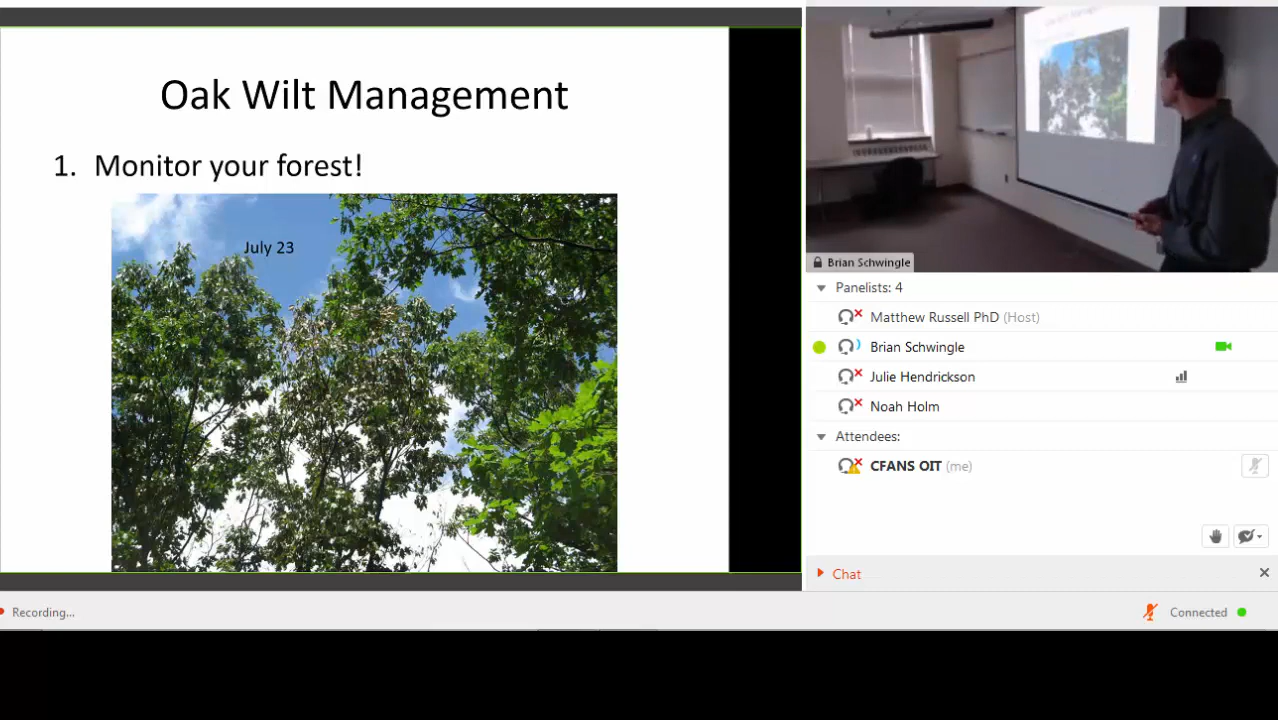 Oak Wilt Management
1. Monitor your forest!
July 23
Brian Schwingle
Panelists: 4
Matthew Russell PhD (Host)
Brian Schwingle
Julie Hendrickson
Noah Holm
Attendees:
CFANS OIT (me)
Chat
Recording...
Connected